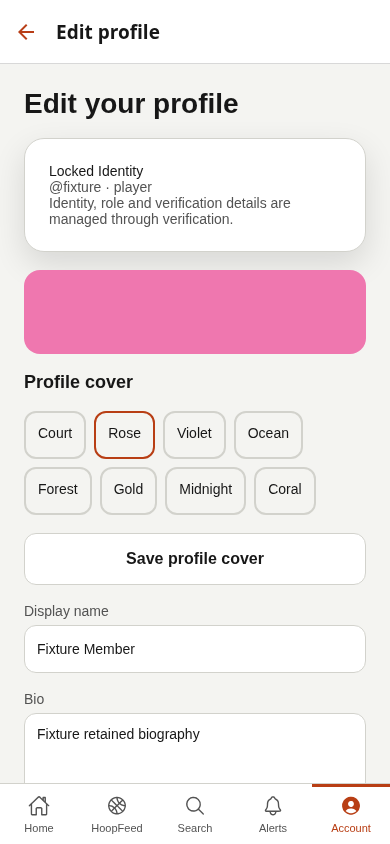 Edit profile
Edit your profile
Locked Identity
@fixture · player
Identity, role and verification details are
managed through verification.
Profile cover
Court
Rose
Violet
Ocean
Forest
Gold
Midnight
Coral
Save profile cover
Display name
Fixture Member
Bio
Fixture retained biography
Home
HoopFeed
Search
Alerts
Account